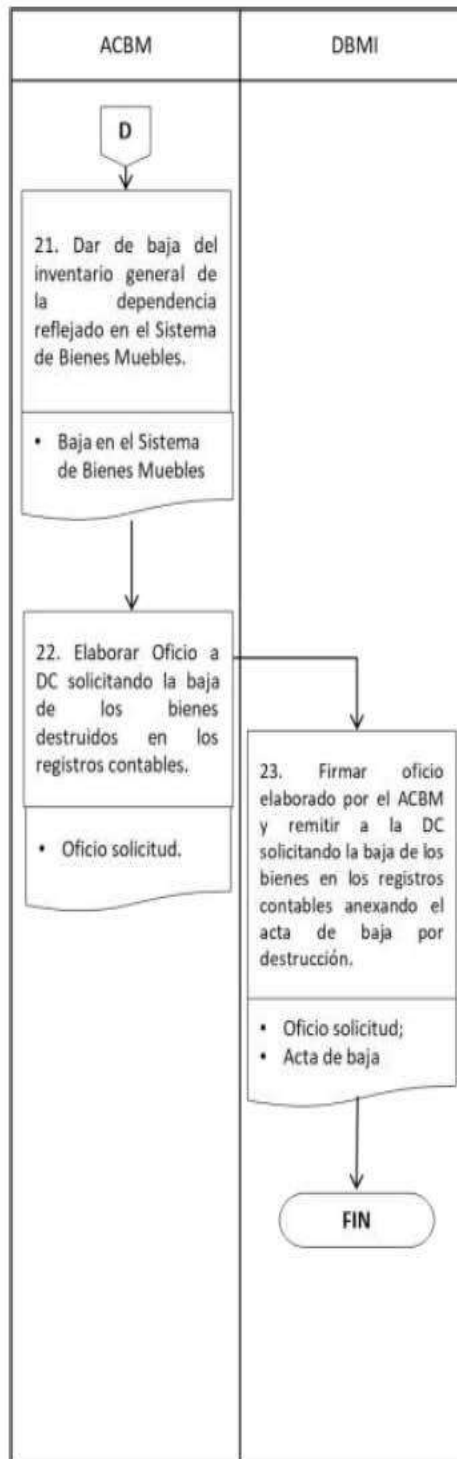 ACBM
DBMI
D
21. Dar de baja del
inventario general de
la dependencia
reflejado en el Sistema
de Bienes Muebles.
• Baja en el Sistema
de Bienes Muebles
22. Elaborar Oficio a
DC solicitando la baja
de los bienes
destruidos en los
registros contables.
• Oficio solicitud.
23. Firmar oficio
elaborado por el ACBM
y remitir a la DC
solicitando la baja de los
bienes en los registros
contables anexando el
acta de baja por
destrucción.
• Oficio solicitud;
• Acta de baja
FIN